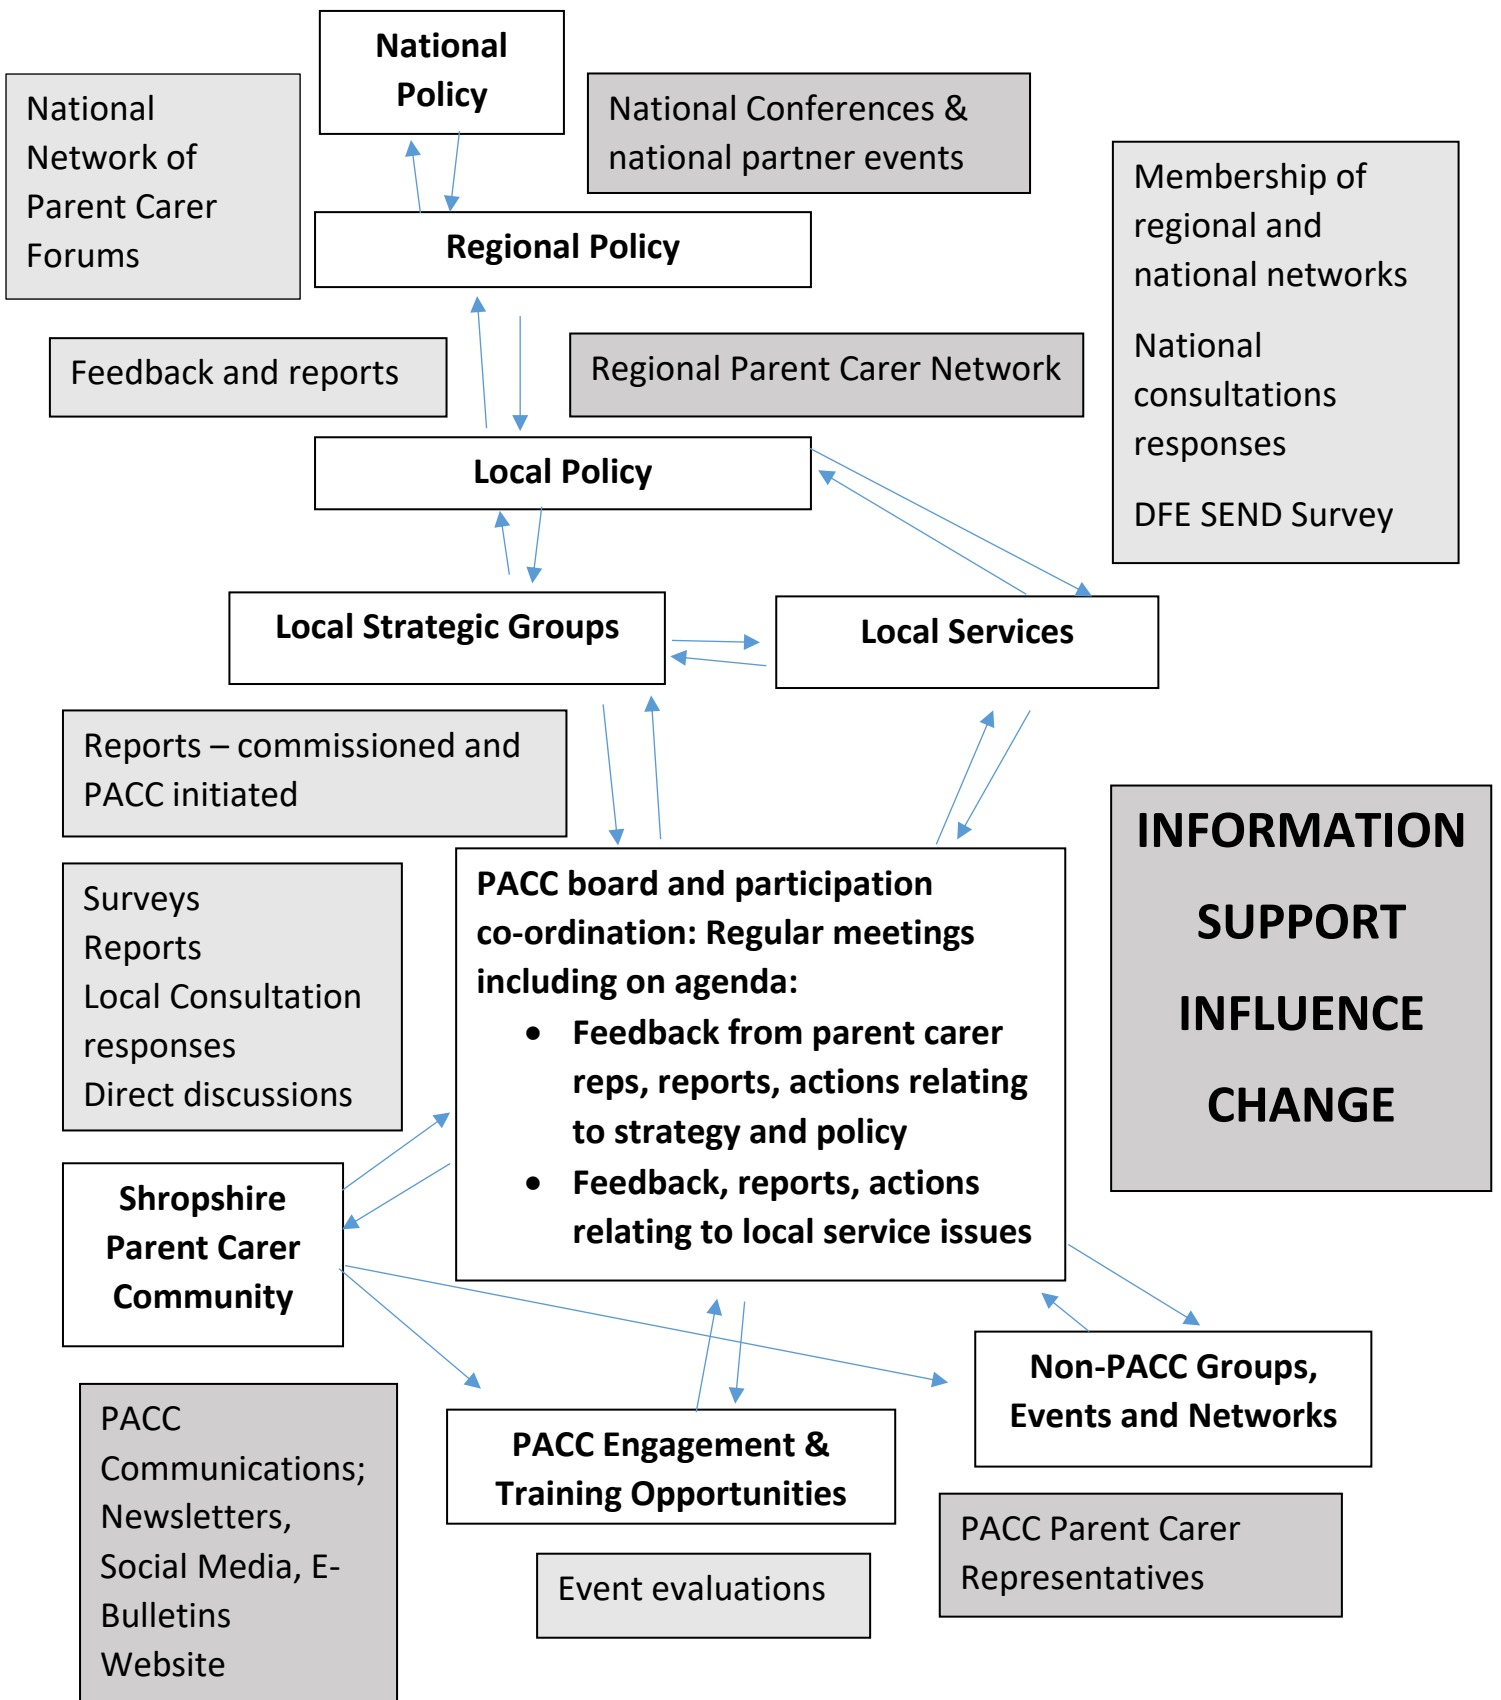 National
Policy
National
Network of
Parent Carer
Forums
National Conferences &
national partner events
Membership of
regional and
national networks
National
consultations
responses
DFE SEND Survey
Regional Policy
Feedback and reports
Regional Parent Carer Network
Local Policy
Local Strategic Groups
Local Services
Reports – commissioned and
PACC initiated
INFORMATION
SUPPORT
INFLUENCE
CHANGE
Surveys
Reports
Local Consultation
responses
Direct discussions
PACC board and participation
co-ordination: Regular meetings
including on agenda:
• Feedback from parent carer
reps, reports, actions relating
to strategy and policy
• Feedback, reports, actions
relating to local service issues
Shropshire
Parent Carer
Community
Non-PACC Groups,
Events and Networks
PACC
Communications;
Newsletters,
Social Media, E-
Bulletins
Website
PACC Engagement &
Training Opportunities
PACC Parent Carer
Representatives
Event evaluations